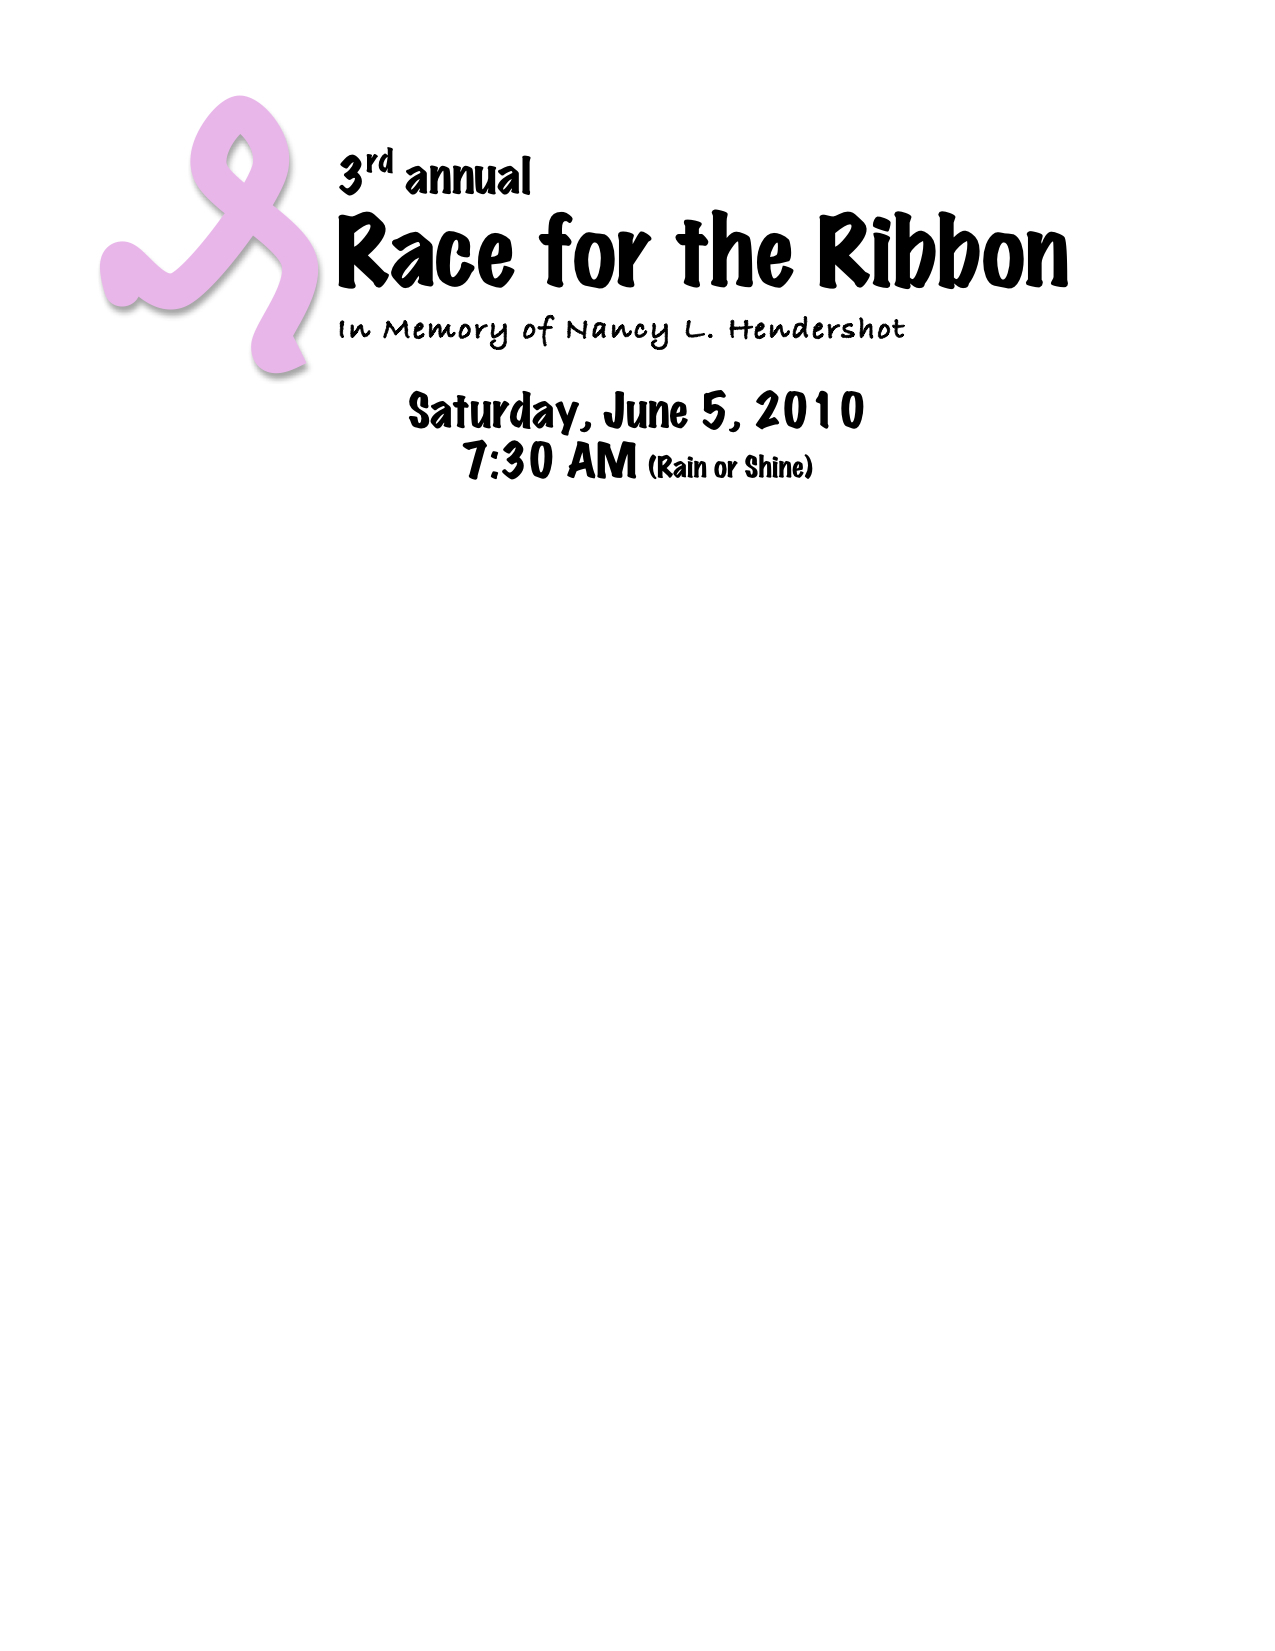 3rd annual
Race for the Ribbon
In Memory of Nancy L. Hendershot
Saturday, June 5, 2010
7:30 AM (Rain or Shine)